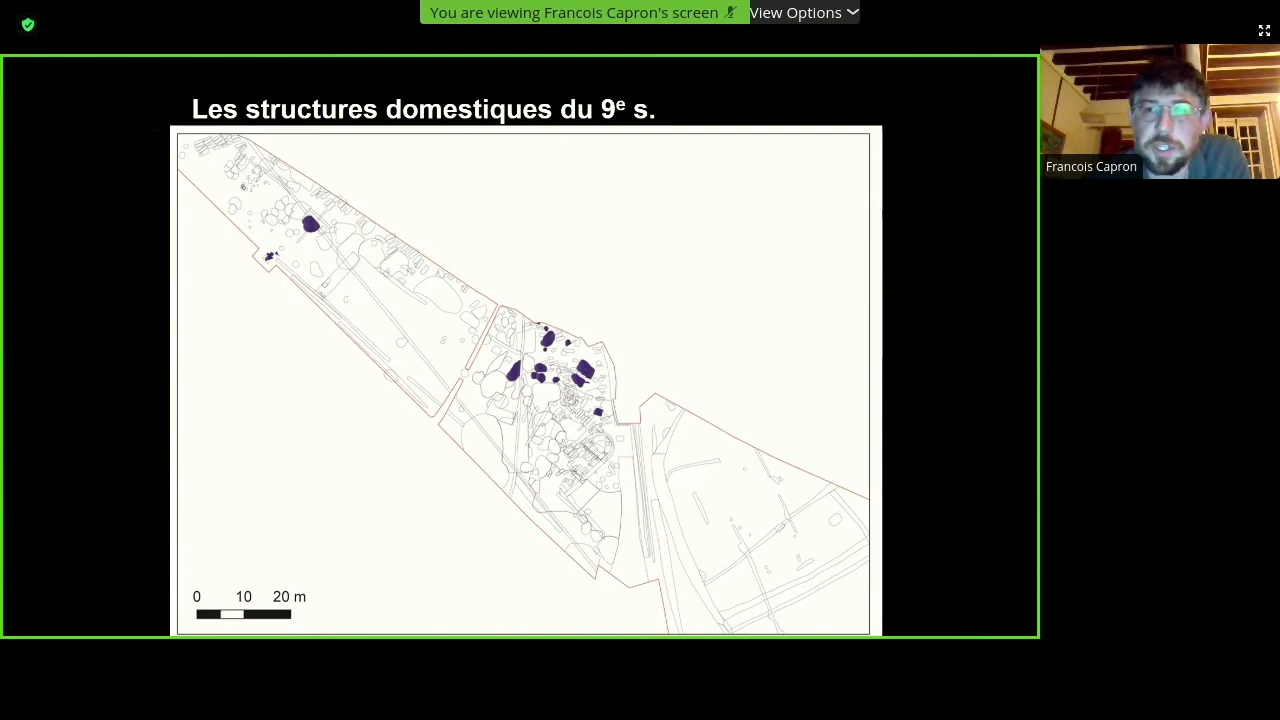 You are viewing Francois Capron's screen
View Options
Les structures domestiques du 9ᵉ s.
Francois Capron
0 10 20 m